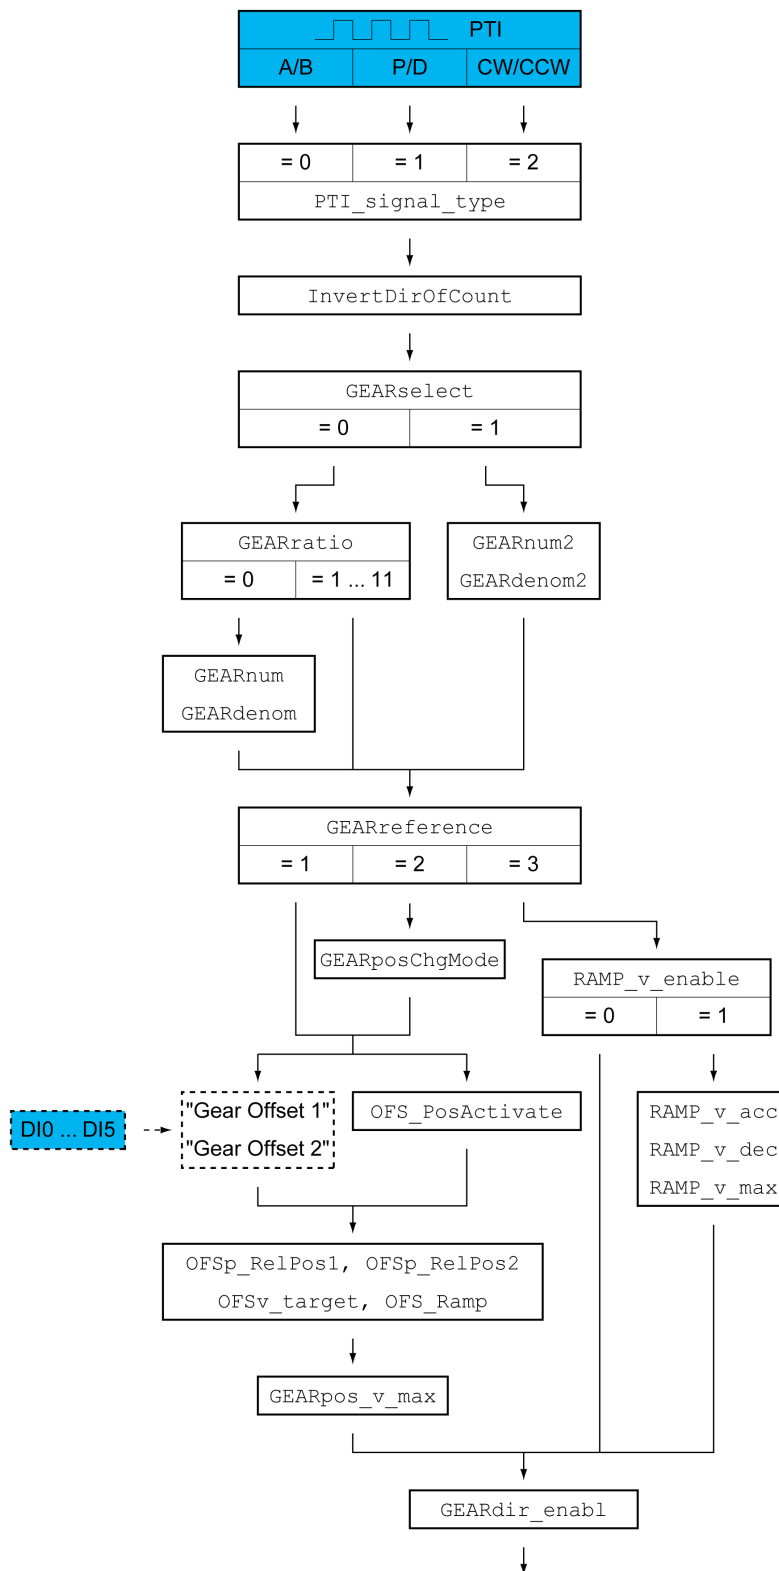 PTI
A/B P/D CW/CCW
= 0 = 1 = 2
PTI_signal_type
InvertDirOfCount
GEARselect
= 0 = 1
GEARratio
= 0 = 1 ... 11
GEARnum2
GEARdenom2
GEARnum
GEARdenom
GEARreference
= 1 = 2 = 3
GEARposChgMode
RAMP_v_enable
= 0 = 1
DI0 ... DI5
"Gear Offset 1"
"Gear Offset 2"
OFS_PosActivate
RAMP_v_acc
RAMP_v_dec
RAMP_v_max
OFSp_RelPos1, OFSp_RelPos2
OFSv_target, OFS_Ramp
GEARpos_v_max
GEARdir_enabl